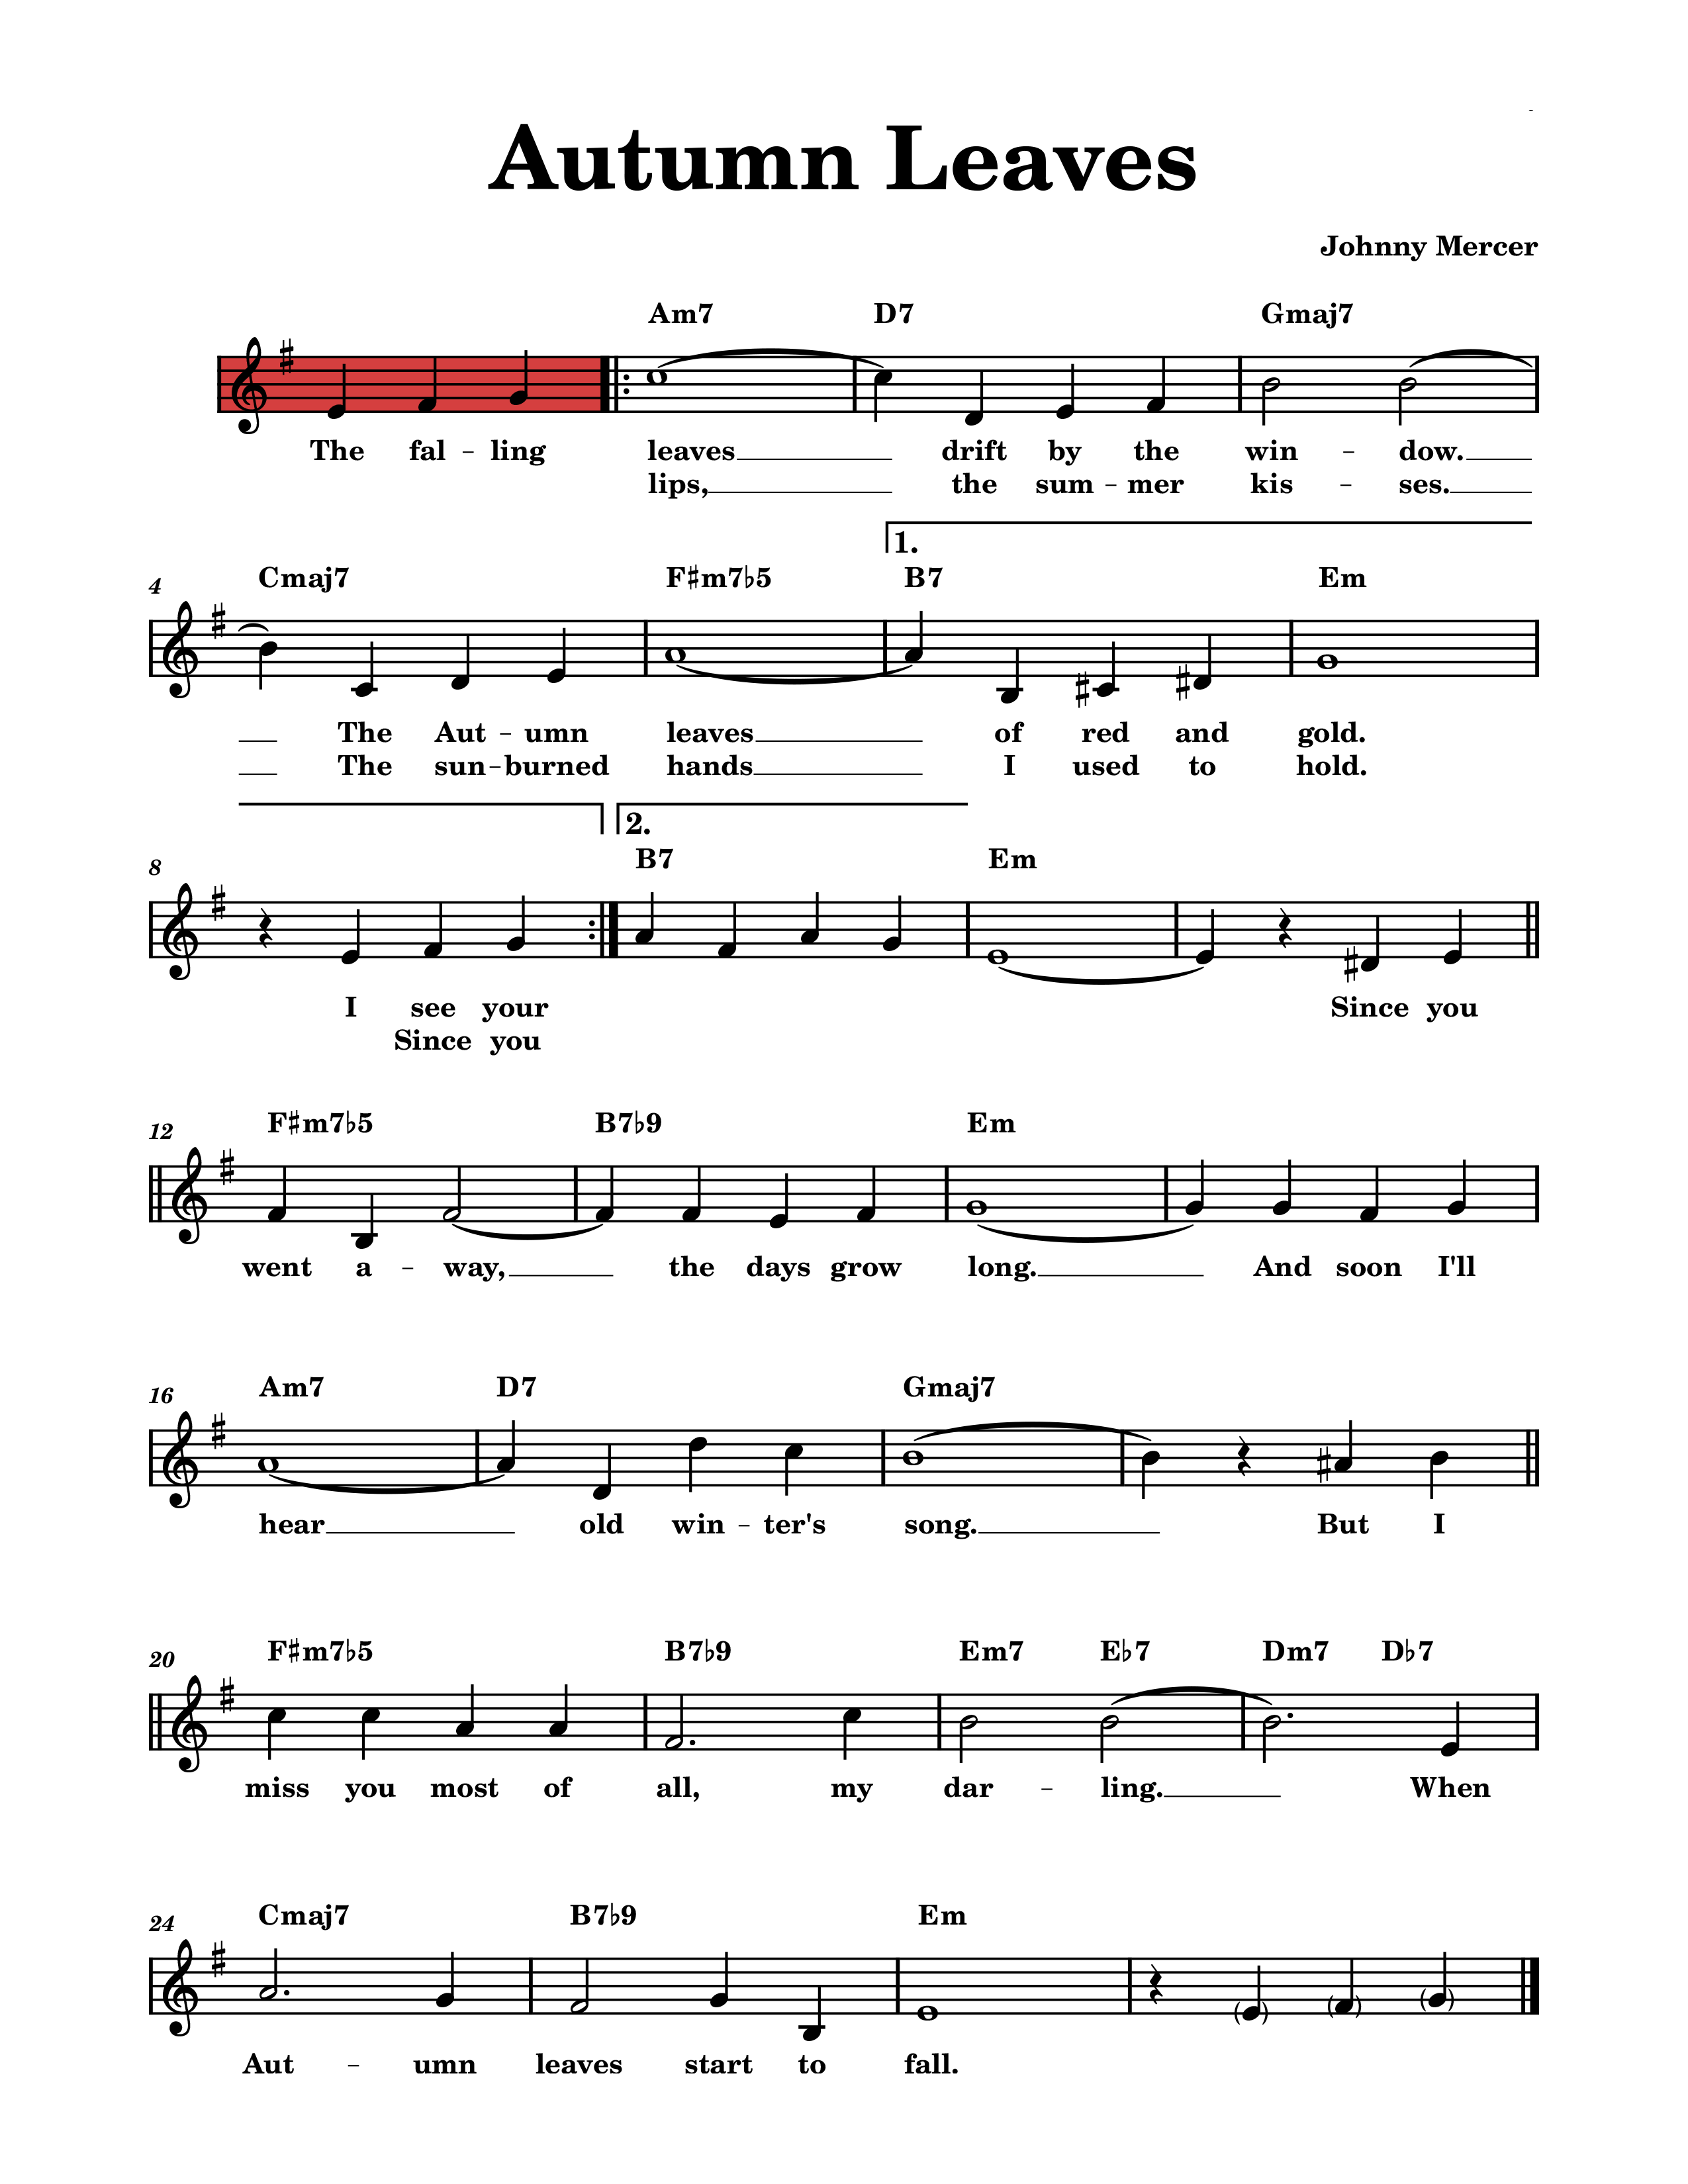 Autumn Leaves
Johnny Mercer
Am7 D7 Gmaj7
The fal - ling leaves drift by the win - dow.
lips, the sum - mer kis - ses.
1.
4 Cmaj7 F♯m7♭5 B7 Em
The Aut - umn leaves of red and gold.
The sun - burned hands I used to hold.
2.
8 B7 Em
I see your Since you
Since you
12 F♯m7♭5 B7♭9 Em
went a - way, the days grow long. And soon I'll
16 Am7 D7 Gmaj7
hear old win - ter's song. But I
20 F♯m7♭5 B7♭9 Em7 E♭7 Dm7 D♭7
miss you most of all, my dar - ling. When
24 Cmaj7 B7♭9 Em
Aut - umn leaves start to fall.